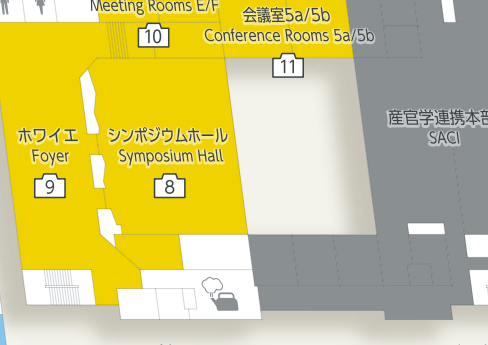 Meeting Rooms E/F
10
会議室5a/5b
Conference Rooms 5a/5b
11
産官学連携本部
SACI
ホワイエ
Foyer
9
シンポジウムホール
Symposium Hall
8